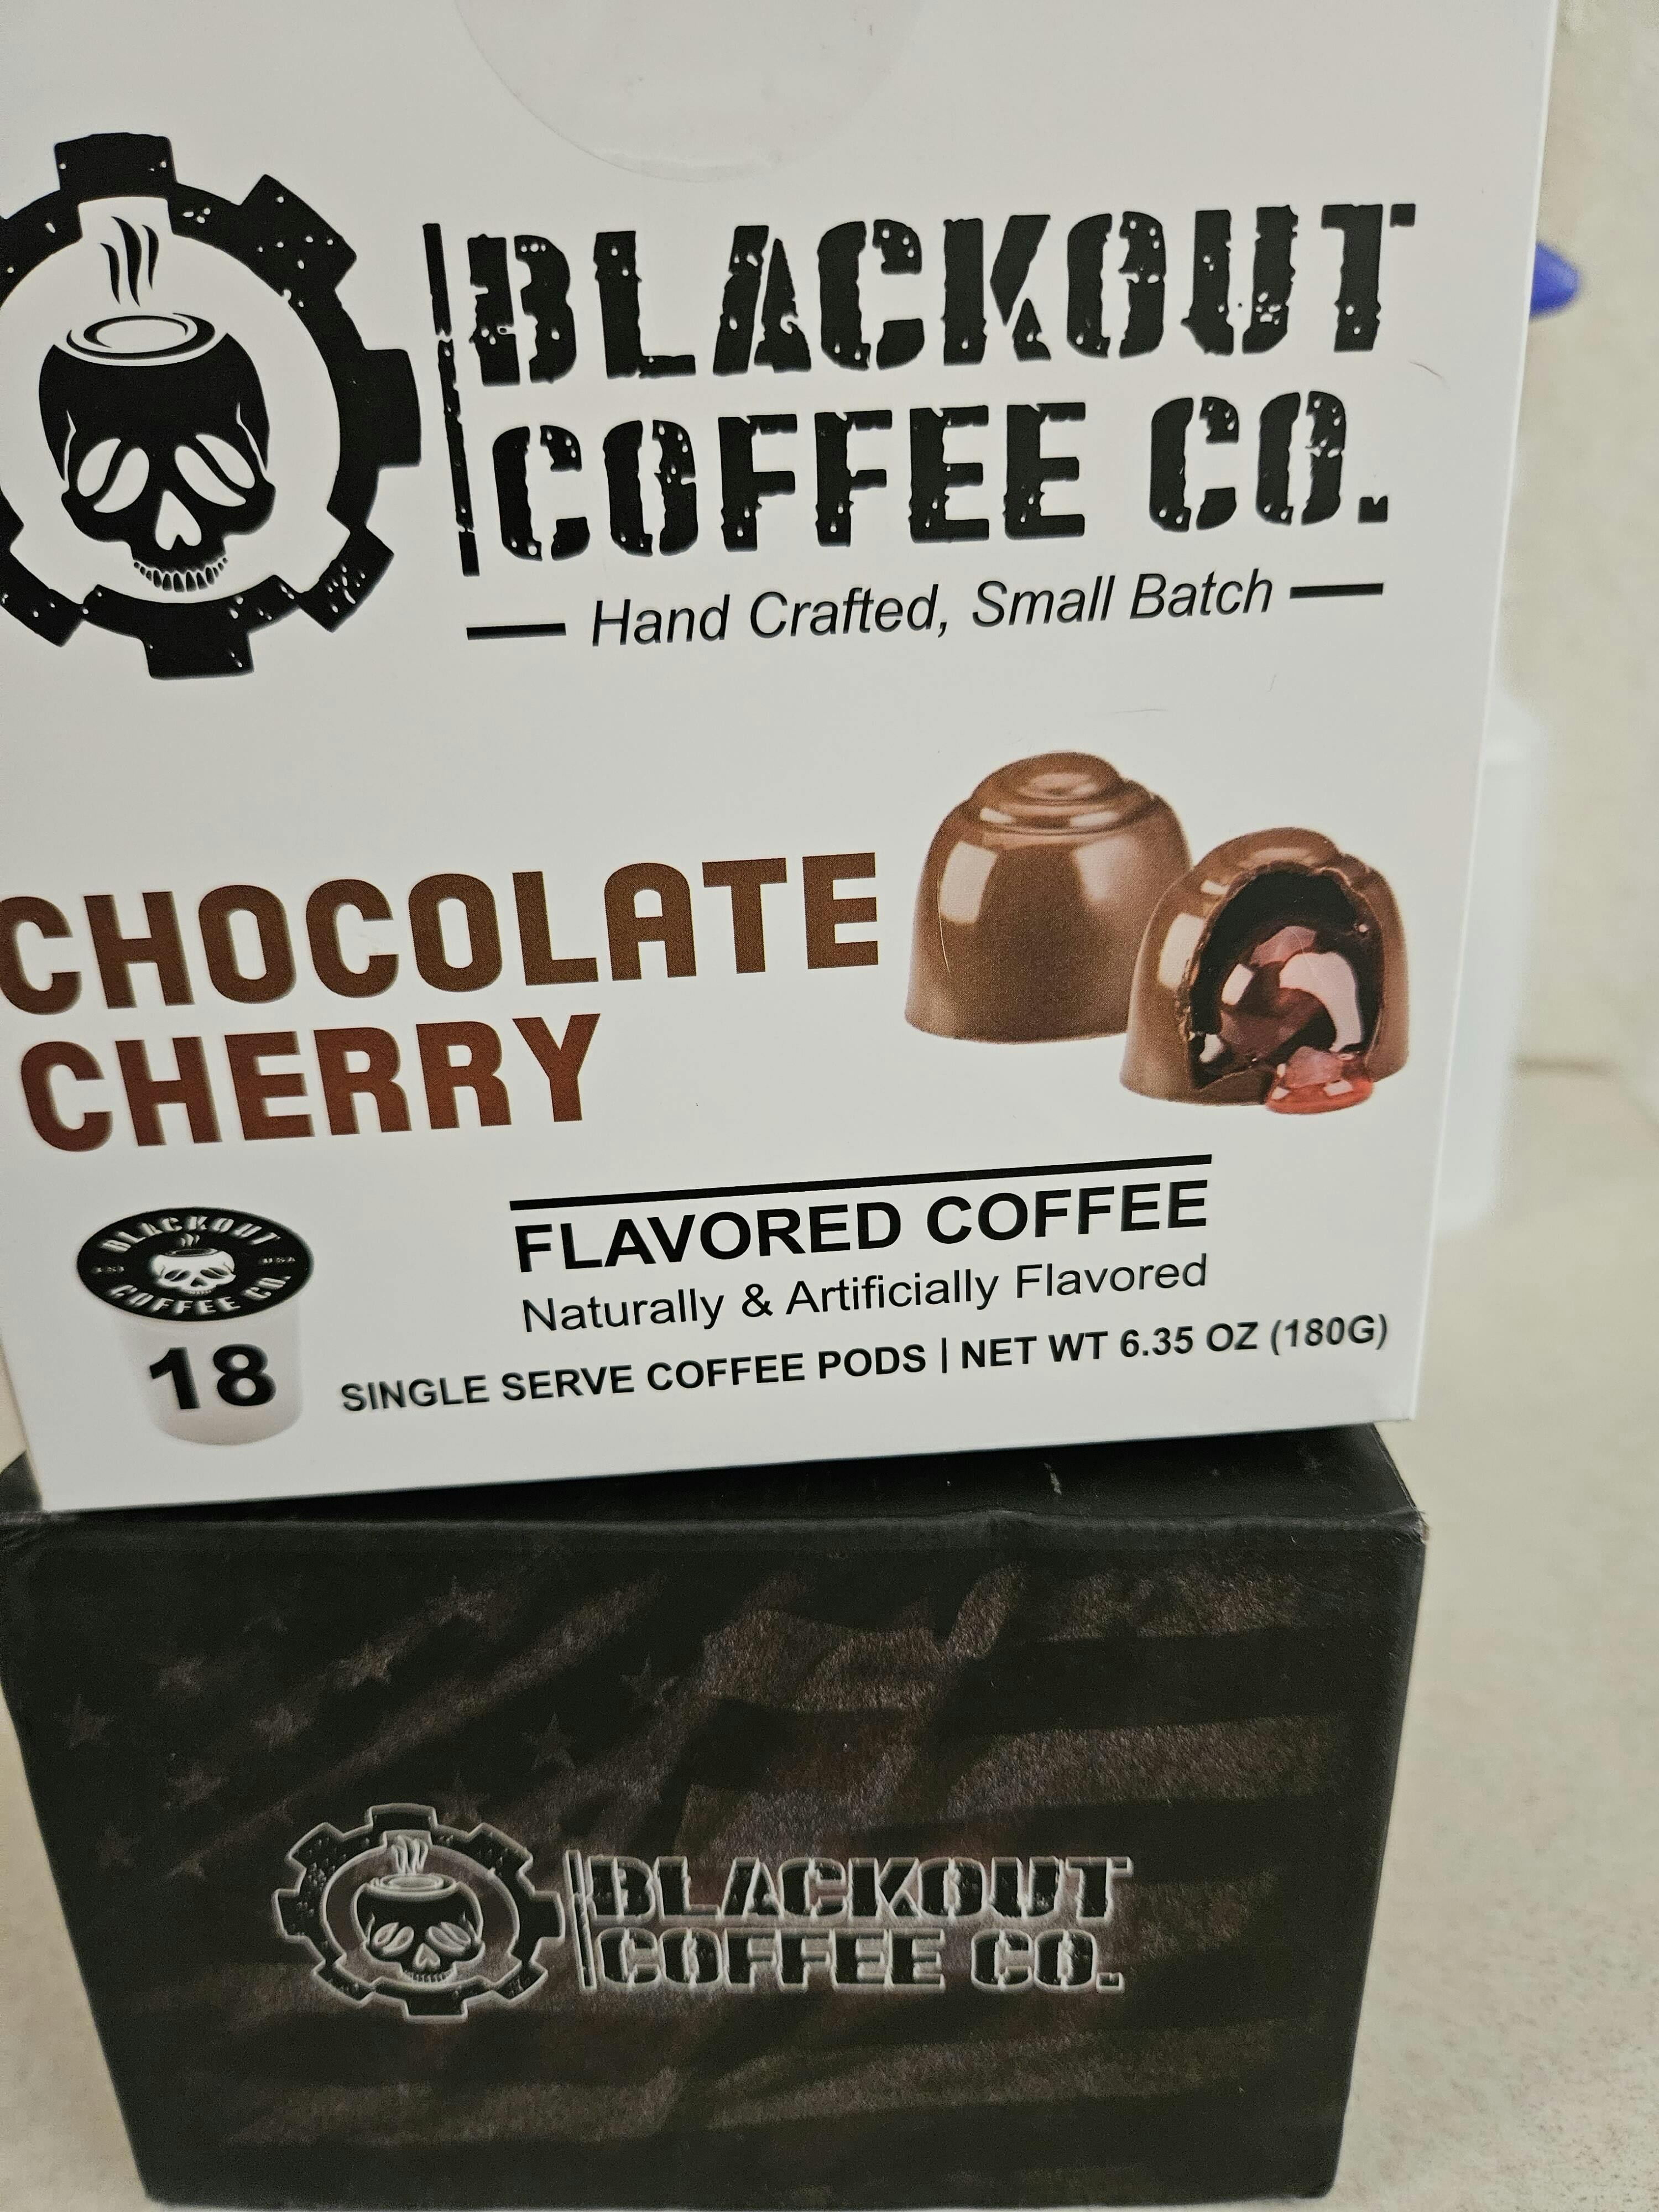 BLACKOUT
COFFEE CO.
Hand Crafted, Small Batch
CHOCOLATE
CHERRY
FLAVORED COFFEE
Naturally & Artificially Flavored
BLACKOUT
COFFEE CO.
18
SINGLE SERVE COFFEE PODS | NET WT 6.35 OZ (180G)
BLACKOUT
COFFEE CO.